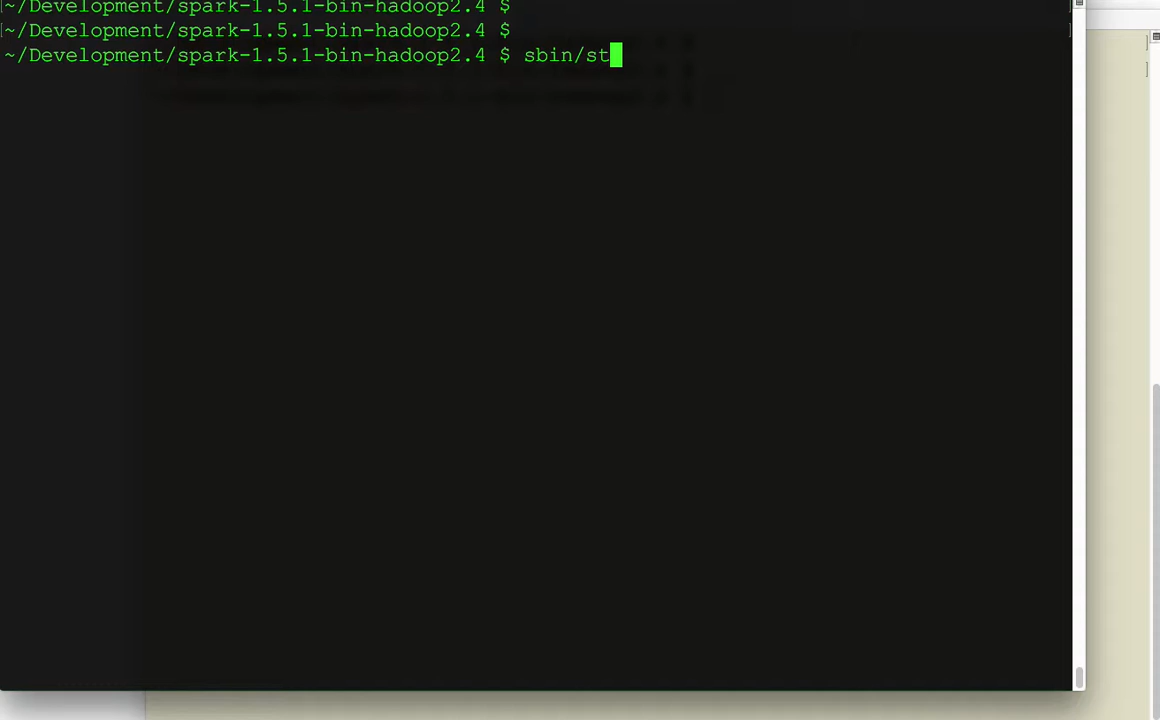 [~/Development/spark-1.5.1-bin-hadoop2.4 $ ]
[~/Development/spark-1.5.1-bin-hadoop2.4 $ ]
~/Development/spark-1.5.1-bin-hadoop2.4 $ sbin/st